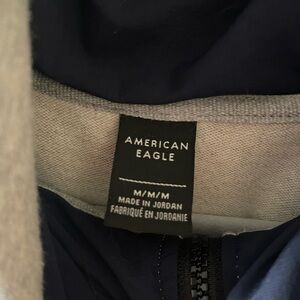 AMERICAN
EAGLE
M/M/M
MADE IN JORDAN
FABRIQUÉ EN JORDANIE